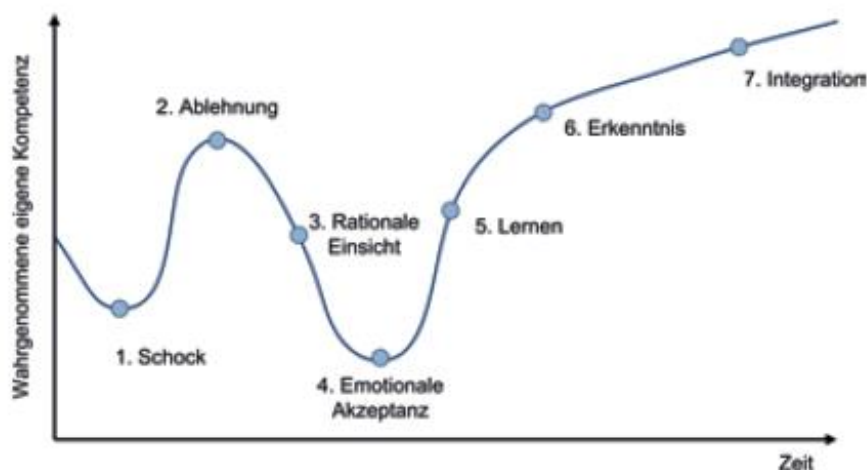 Wahrgenommene eigene Kompetenz
2. Ablehnung
7. Integration
6. Erkenntnis
3. Rationale
Einsicht
5. Lernen
1. Schock
4. Emotionale
Akzeptanz
Zeit